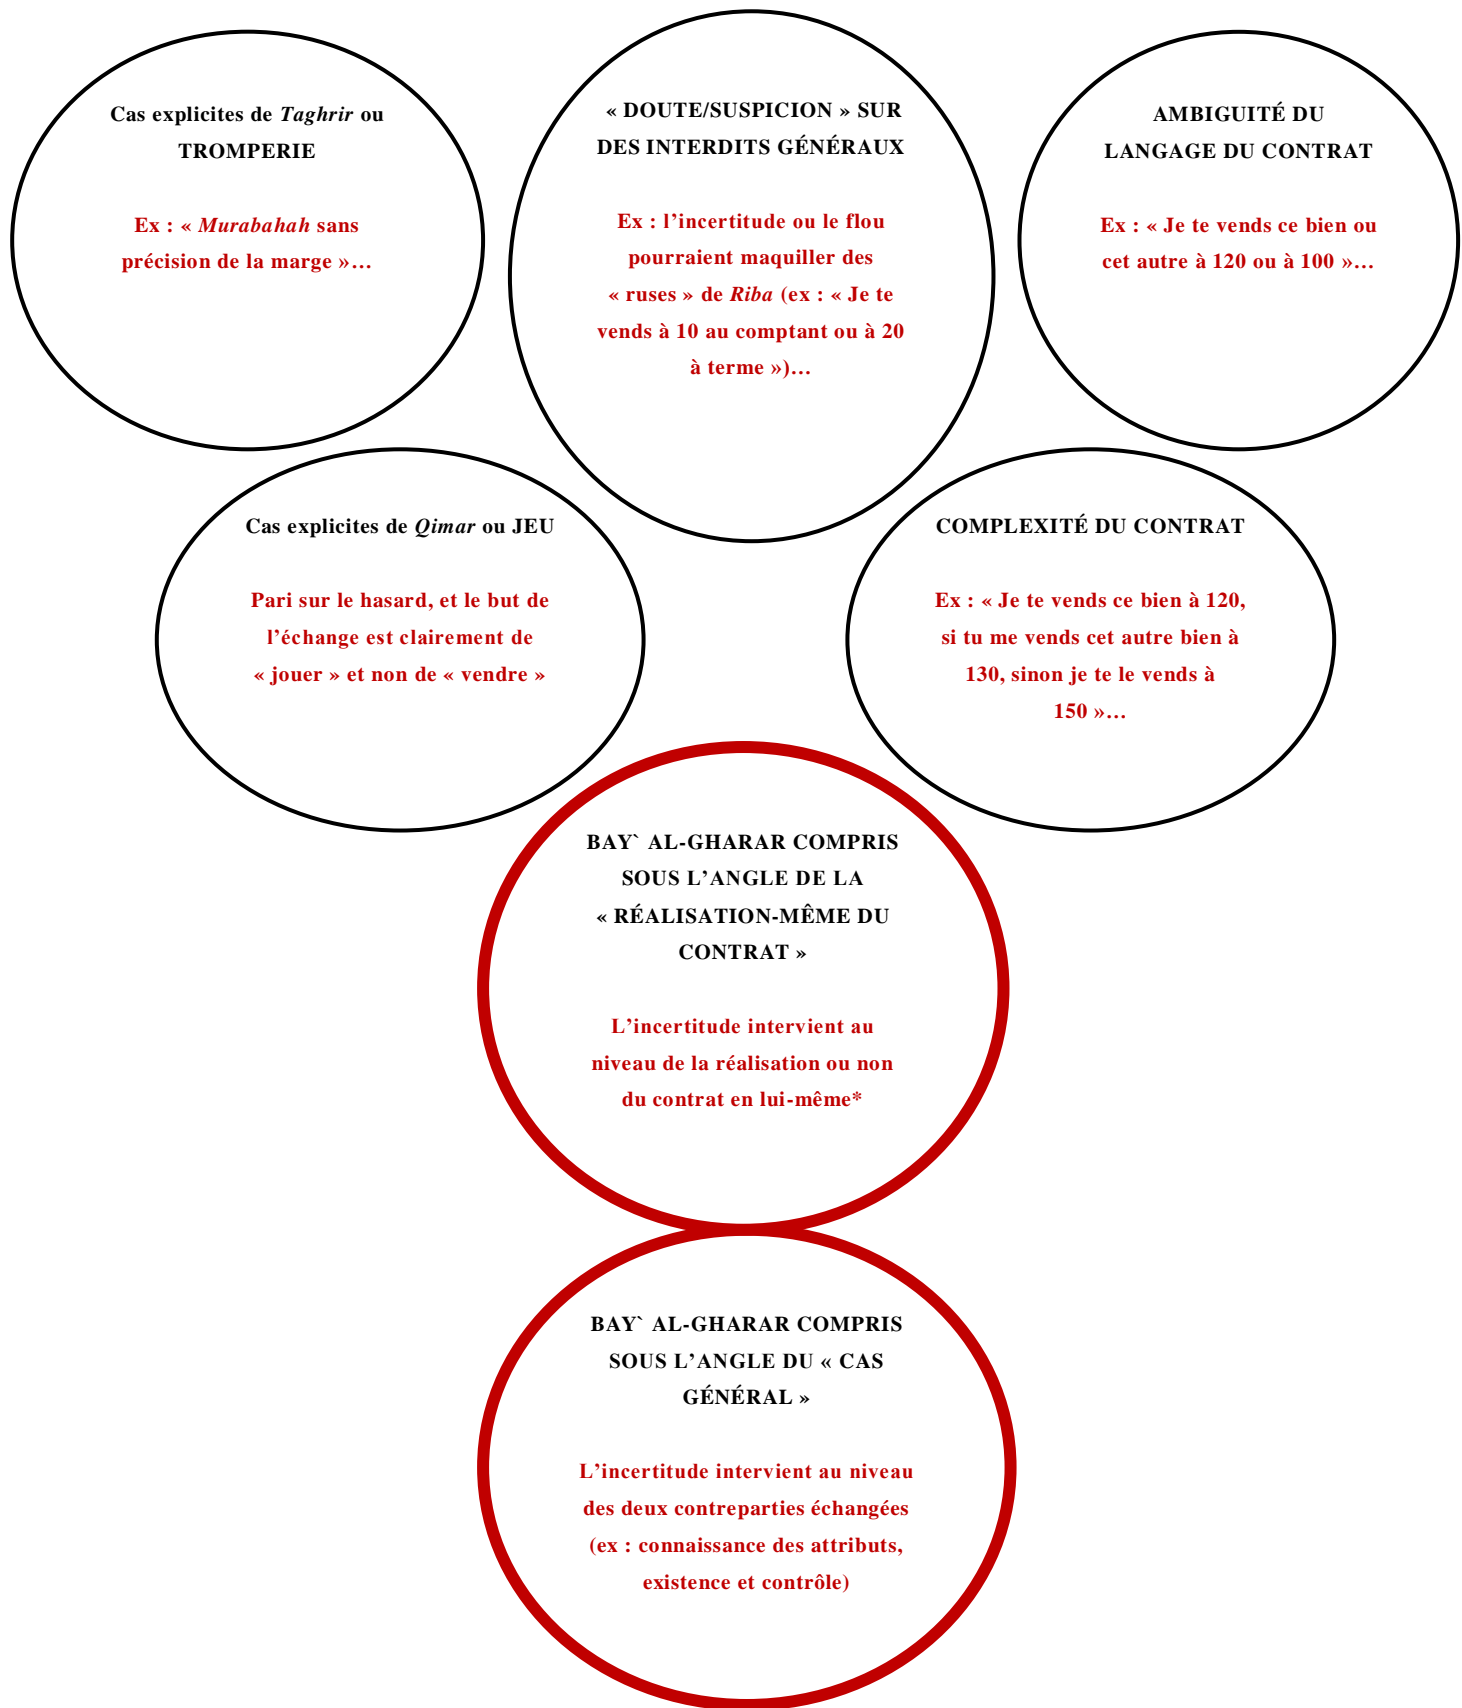 Cas explicites de Taghrir ou
TROMPERIE
Ex : « Murabahah sans
précision de la marge »…
« DOUTE/SUSPICION » SUR
DES INTERDITS GÉNÉRAUX
Ex : l’incertitude ou le flou
pourraient maquiller des
« ruses » de Riba (ex : « Je te
vends à 10 au comptant ou à 20
à terme »)…
AMBIGUITÉ DU
LANGAGE DU CONTRAT
Ex : « Je te vends ce bien ou
cet autre à 120 ou à 100 »…
Cas explicites de Qimar ou JEU
Pari sur le hasard, et le but de
l’échange est clairement de
« jouer » et non de « vendre »
COMPLEXITÉ DU CONTRAT
Ex : « Je te vends ce bien à 120,
si tu me vends cet autre bien à
130, sinon je te le vends à
150 »…
BAY` AL-GHARAR COMPRIS
SOUS L’ANGLE DE LA
« RÉALISATION-MÊME DU
CONTRAT »
L’incertitude intervient au
niveau de la réalisation ou non
du contrat en lui-même*
BAY` AL-GHARAR COMPRIS
SOUS L’ANGLE DU « CAS
GÉNÉRAL »
L’incertitude intervient au niveau
des deux contreparties échangées
(ex : connaissance des attributs,
existence et contrôle)